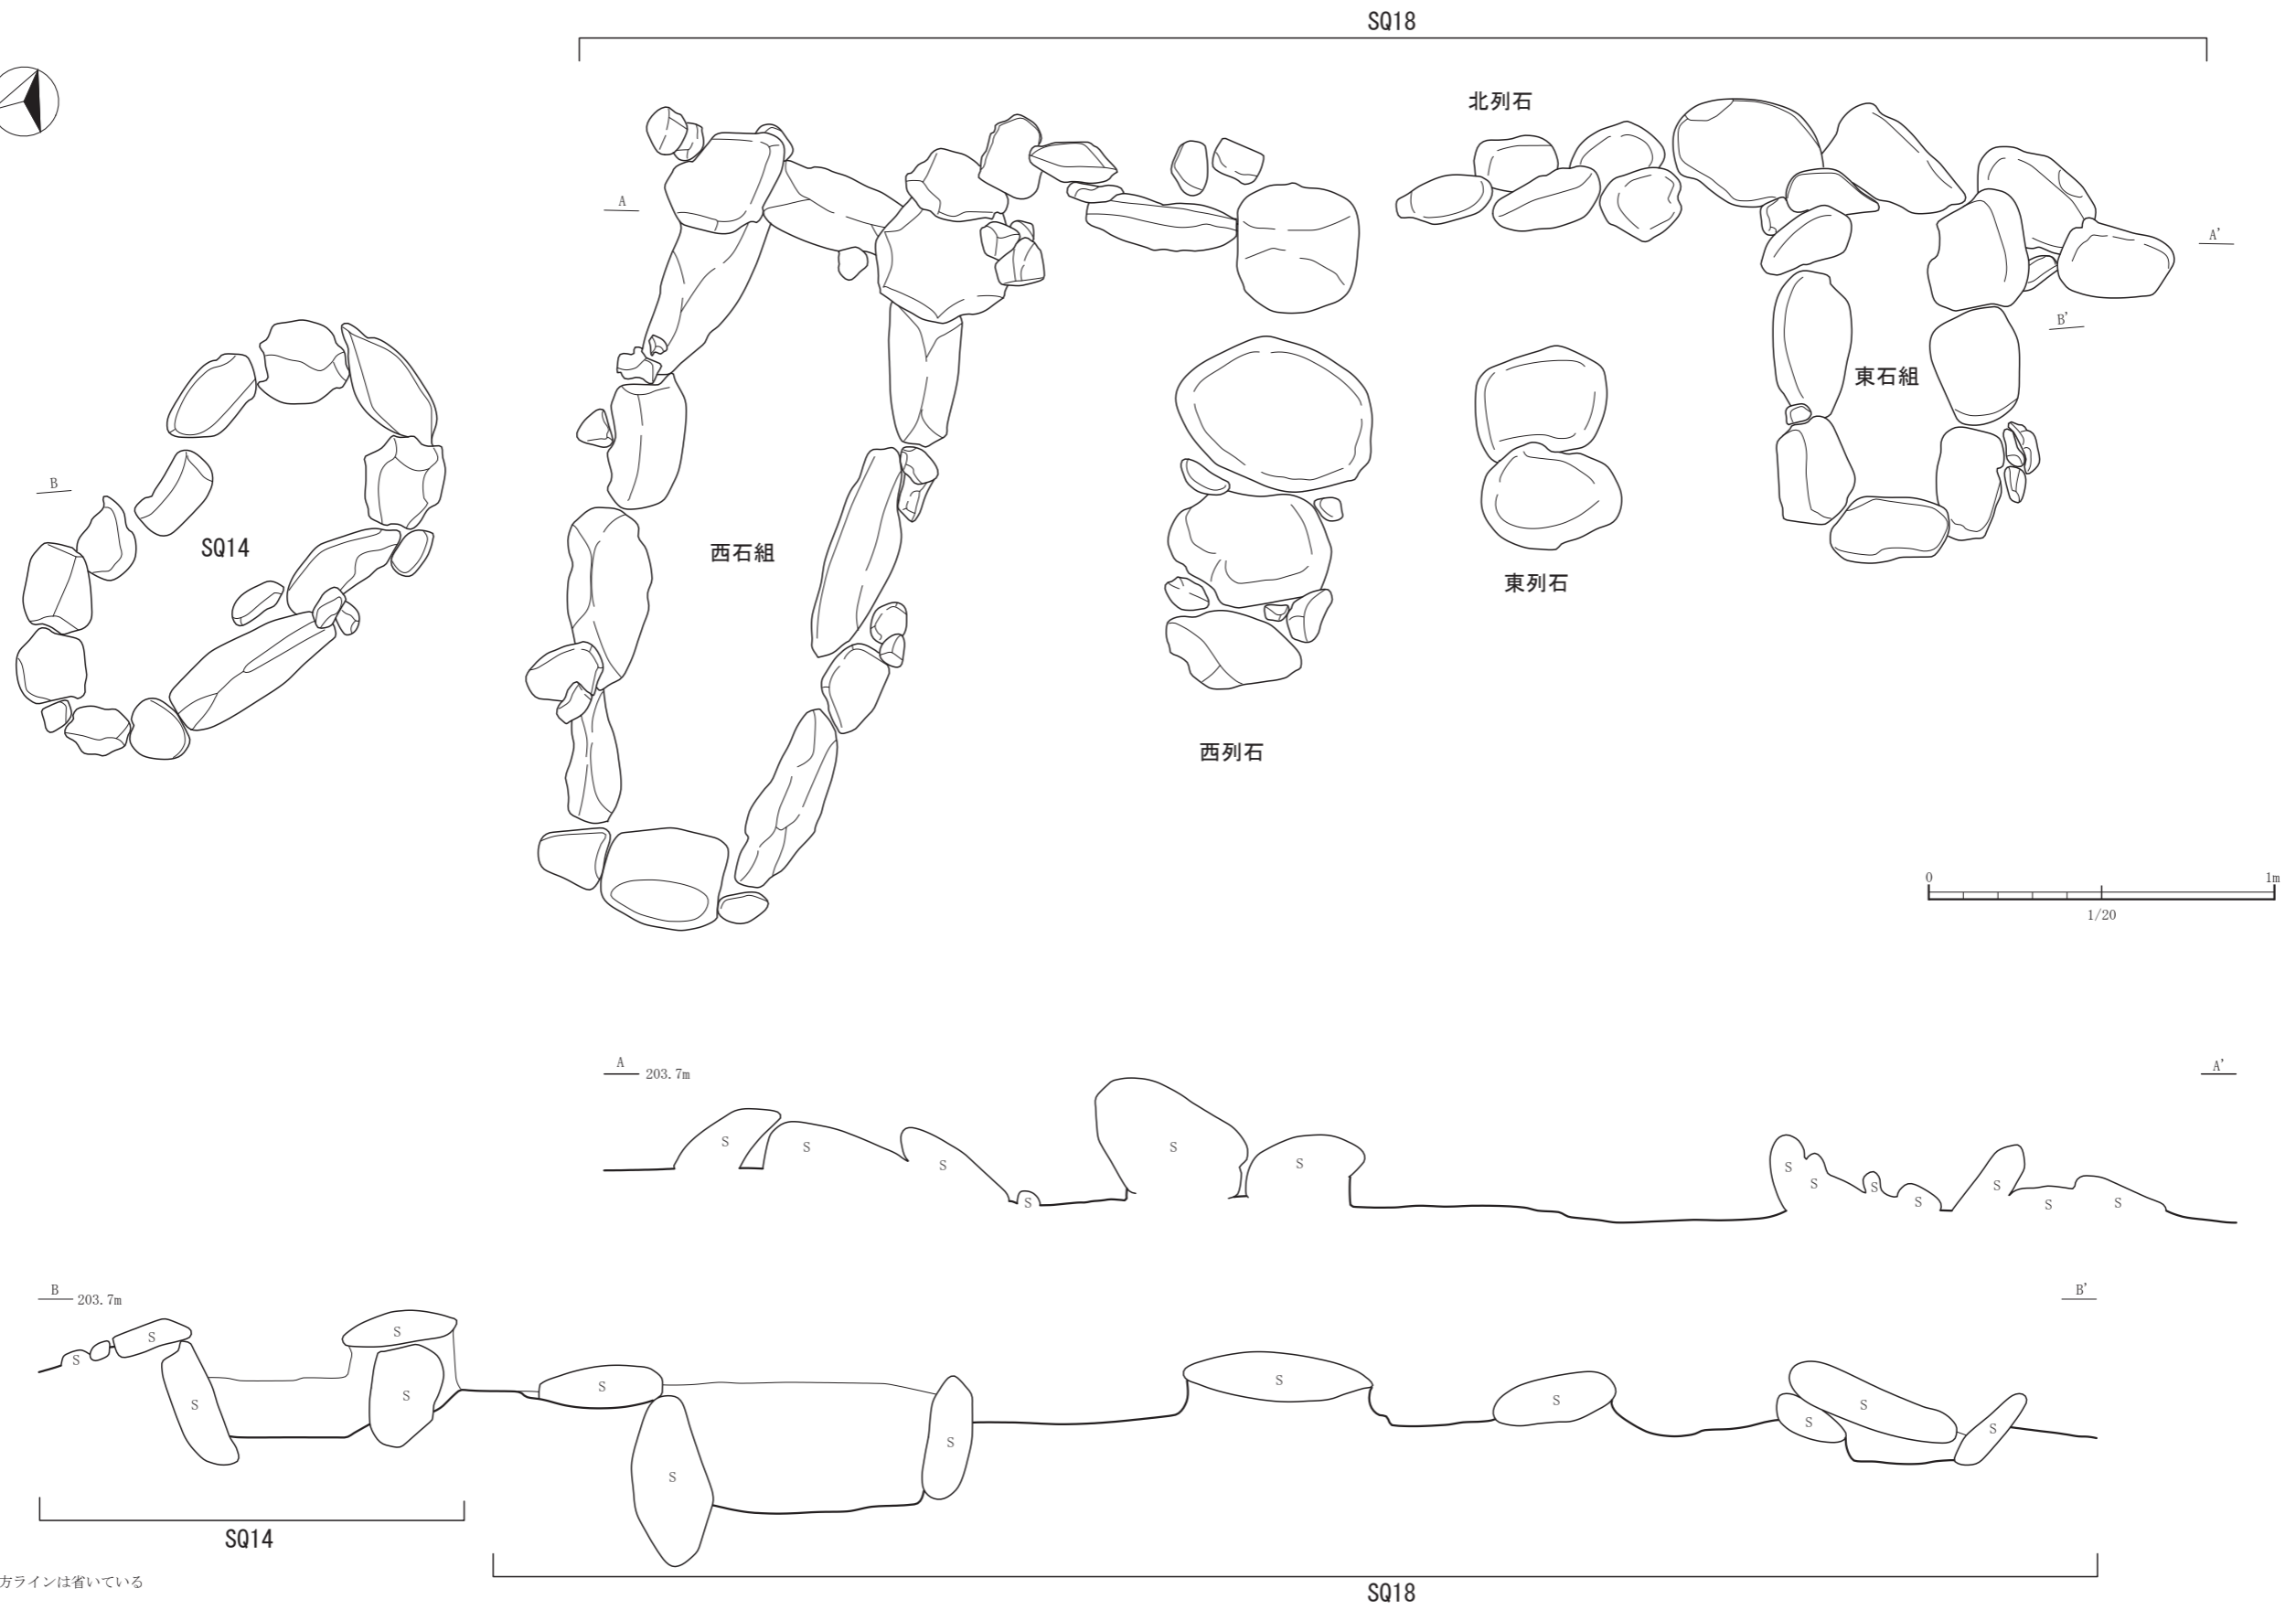 SQ18
北列石
A
A'
B'
東石組
B
SQ14
西石組
東列石
西列石
0 1m
1/20
A 203.7m A'
S S S S S S S S S S S S S
B 203.7m B'
S S S S S S S S S S S S S
SQ14
SQ18
方ラインは省いている